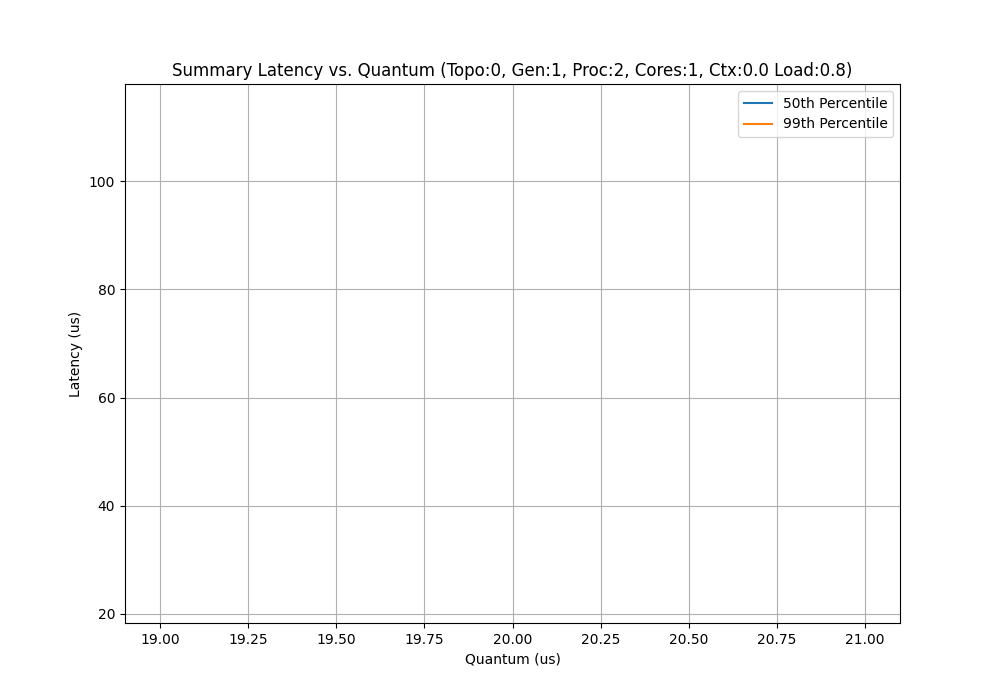 Summary Latency vs. Quantum (Topo:0, Gen:1, Proc:2, Cores:1, Ctx:0.0 Load:0.8)
50th Percentile
99th Percentile
100
80
60
40
20
Latency (us)
19.00 19.25 19.50 19.75 20.00 20.25 20.50 20.75 21.00
Quantum (us)